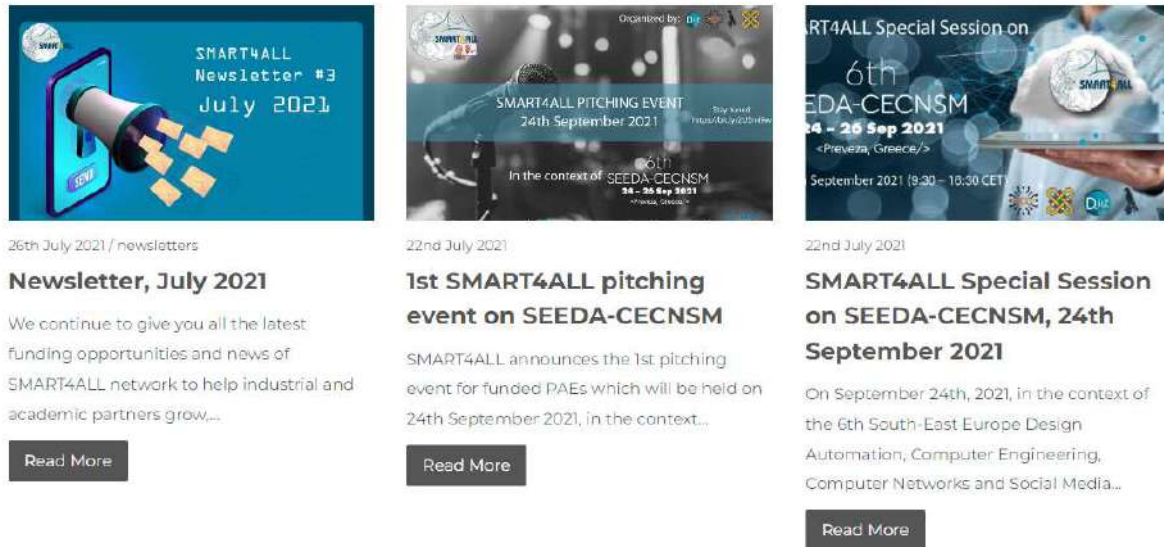 SMART4ALL
SMART4ALL
Newsletter #3
July 2021
SEND
26th July 2021 / newsletters
Newsletter, July 2021
We continue to give you all the latest
funding opportunities and news of
SMART4ALL network to help industrial and
academic partners grow,...
Read More
Organized by:
SMART4ALL
SMART4ALL PITCHING EVENT
24th September 2021
Stay tuned:
6th
In the context of SEEDA-CECNSM
24 – 26 Sep 2021
<Preveza, Greece/>
22nd July 2021
1st SMART4ALL pitching
event on SEEDA-CECNSM
SMART4ALL announces the 1st pitching
event for funded PAEs which will be held on
24th September 2021, in the context...
Read More
RT4ALL Special Session on
6th
SMART4ALL
EDA-CECNSM
24 – 26 Sep 2021
<Preveza, Greece/>
September 2021 (9:30 – 16:30 CET)
22nd July 2021
SMART4ALL Special Session
on SEEDA-CECNSM, 24th
September 2021
On September 24th, 2021, in the context of
the 6th South-East Europe Design
Automation, Computer Engineering,
Computer Networks and Social Media...
Read More